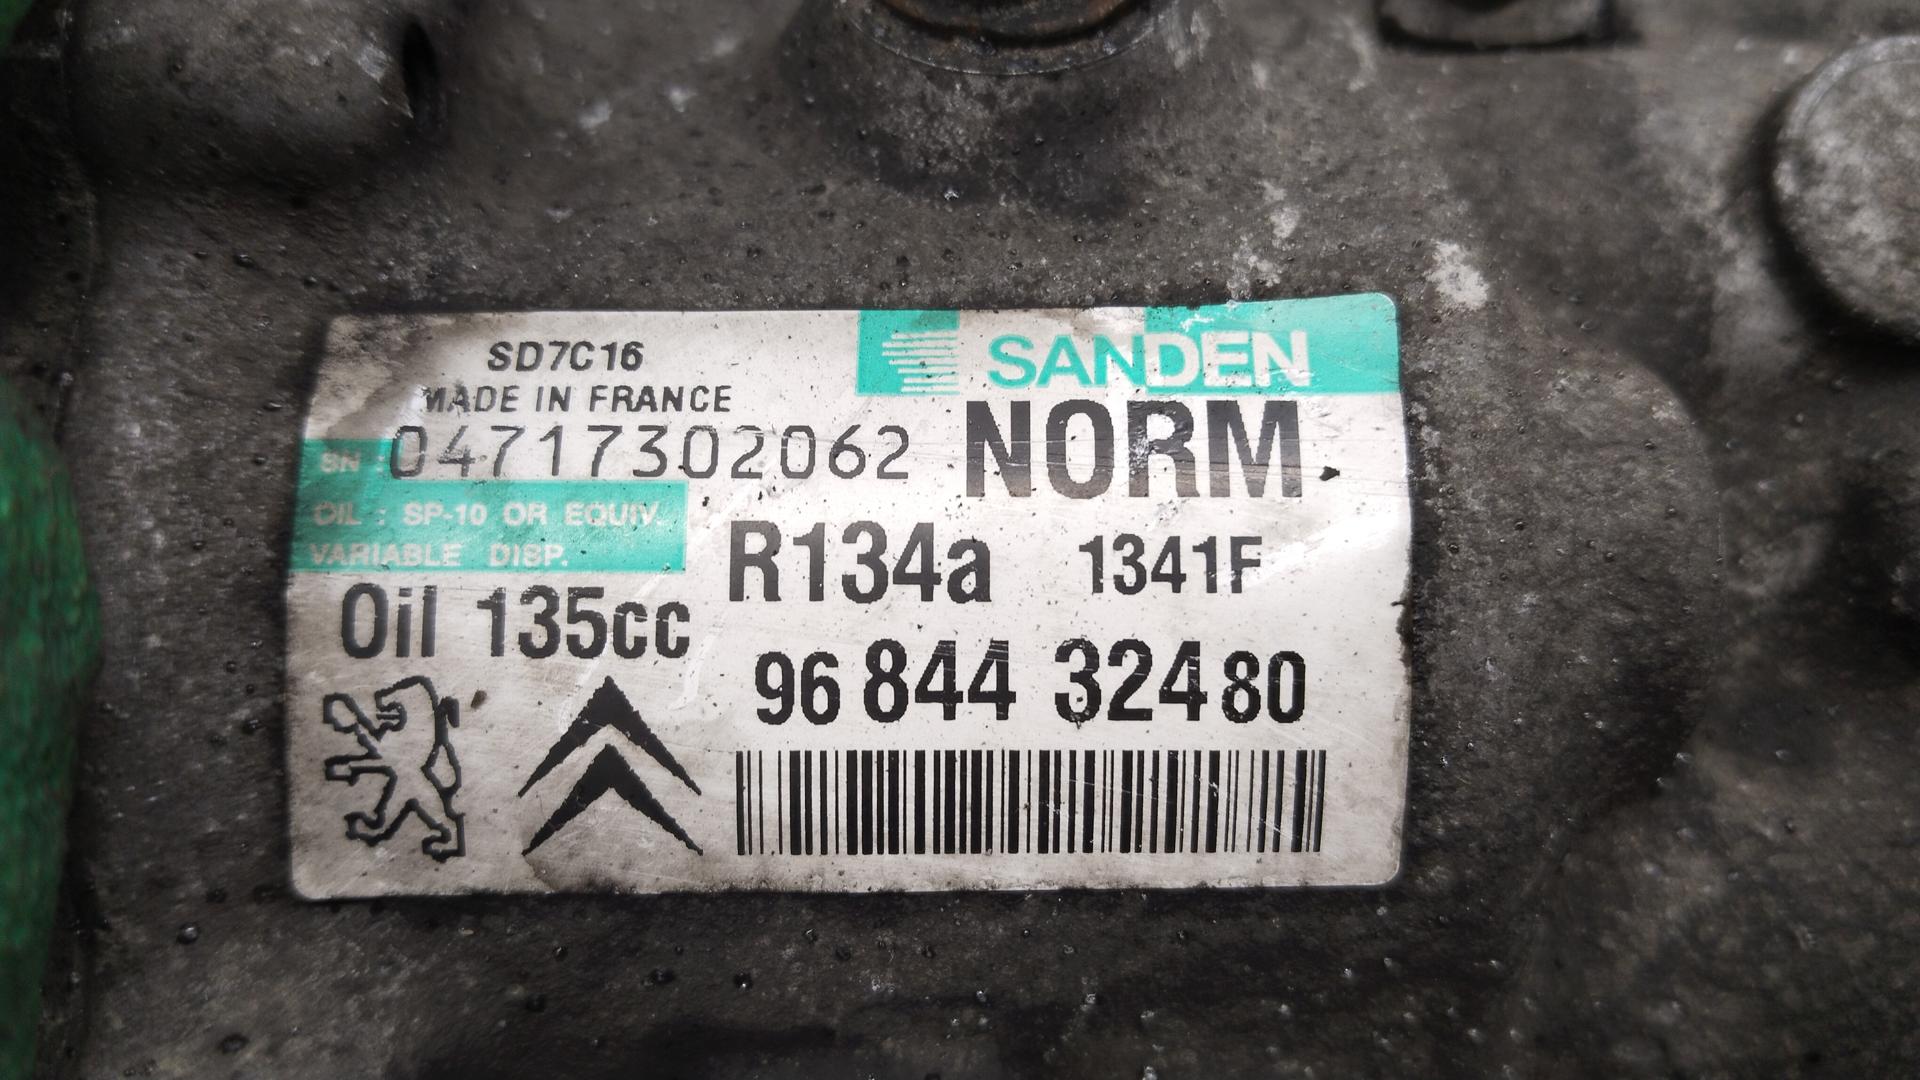 SD7C16
SANDEN
MADE IN FRANCE
SN : 04717302062
NORM
OIL : SP-10 OR EQUIV.
VARIABLE DISP.
R134a 1341F
Oil 135cc
96 844 324 80